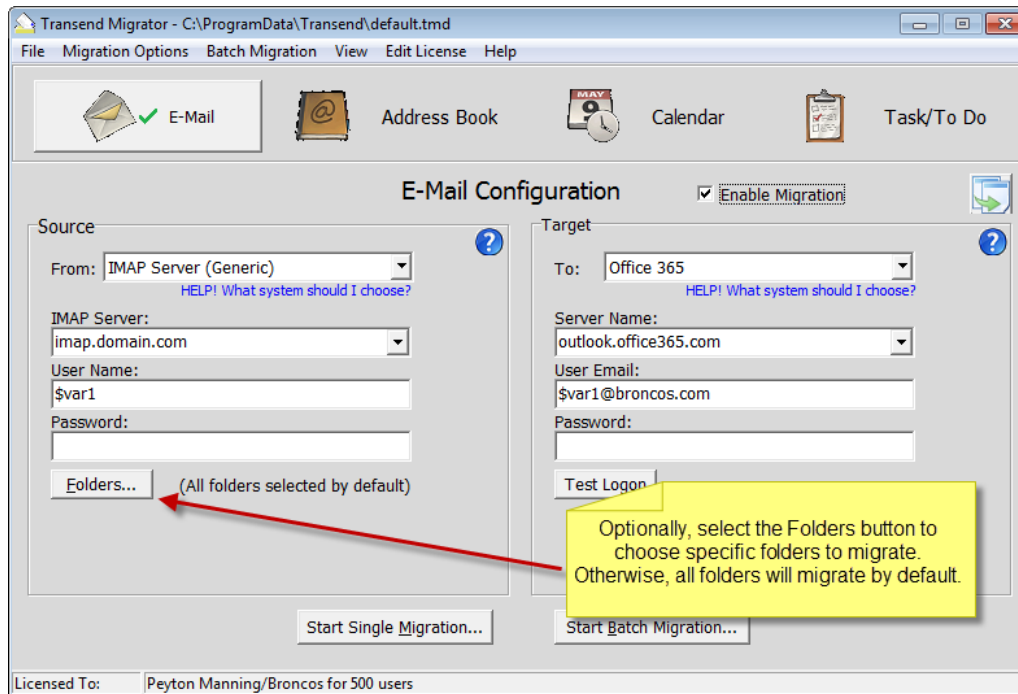 Transend Migrator - C:\ProgramData\Transend\default.tmd
File Migration Options Batch Migration View Edit License Help
E-Mail
Address Book
MAY
9
Calendar
Task/To Do
E-Mail Configuration
Enable Migration
Source
From: IMAP Server (Generic)
HELP! What system should I choose?
IMAP Server:
imap.domain.com
User Name:
$var1
Password:
Folders... (All folders selected by default)
Target
To: Office 365
HELP! What system should I choose?
Server Name:
outlook.office365.com
User Email:
$var1@broncos.com
Password:
Test Logon
Optionally, select the Folders button to
choose specific folders to migrate.
Otherwise, all folders will migrate by default.
Start Single Migration...
Start Batch Migration...
Licensed To: Peyton Manning/Broncos for 500 users